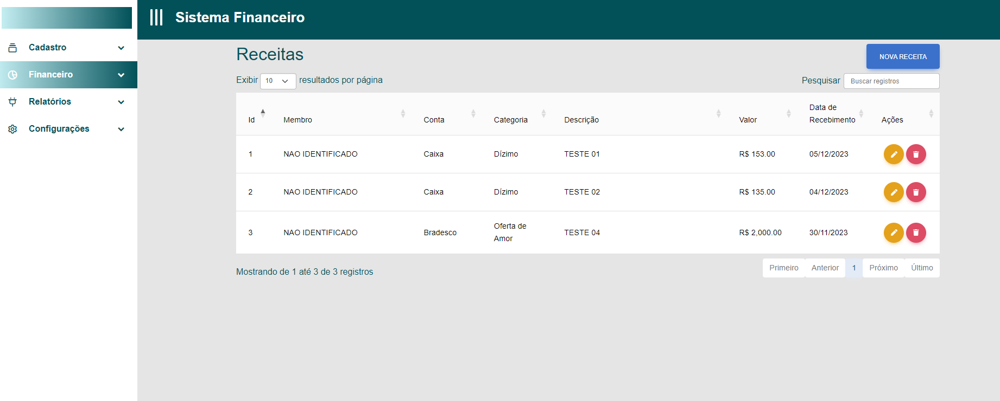 Sistema Financeiro
Cadastro
Financeiro
Relatórios
Configurações
Receitas
NOVA RECEITA
Exibir 10 resultados por página
Pesquisar Buscar registros
Id Membro Conta Categoria Descrição Valor Data de Recebimento Ações
1 NAO IDENTIFICADO Caixa Dízimo TESTE 01 R$ 153.00 05/12/2023
2 NAO IDENTIFICADO Caixa Dízimo TESTE 02 R$ 135.00 04/12/2023
3 NAO IDENTIFICADO Bradesco Oferta de Amor TESTE 04 R$ 2,000.00 30/11/2023
Mostrando de 1 até 3 de 3 registros
Primeiro Anterior 1 Próximo Último